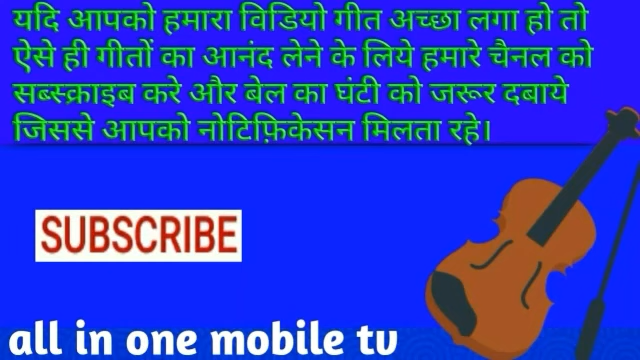 यदि आपको हमारा विडियो गीत अच्छा लगा हो तो
ऐसे ही गीतों का आनंद लेने के लिये हमारे चैनल को
सब्स्क्राइब करे और बेल का घंटी को जरूर दबाये
जिससे आपको नोटिफ़िकेसन मिलता रहे।
SUBSCRIBE
all in one mobile tv